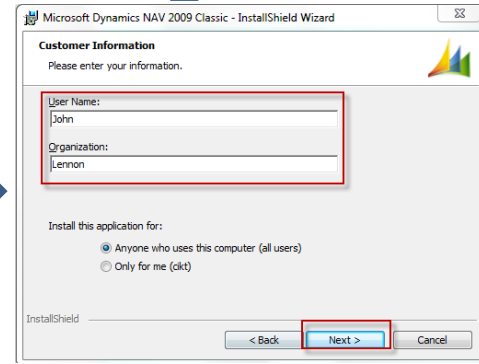 Microsoft Dynamics NAV 2009 Classic - InstallShield Wizard
Customer Information
Please enter your information.
User Name:
John
Organization:
Lennon
Install this application for:
Anyone who uses this computer (all users)
Only for me (cikt)
InstallShield
< Back Next > Cancel